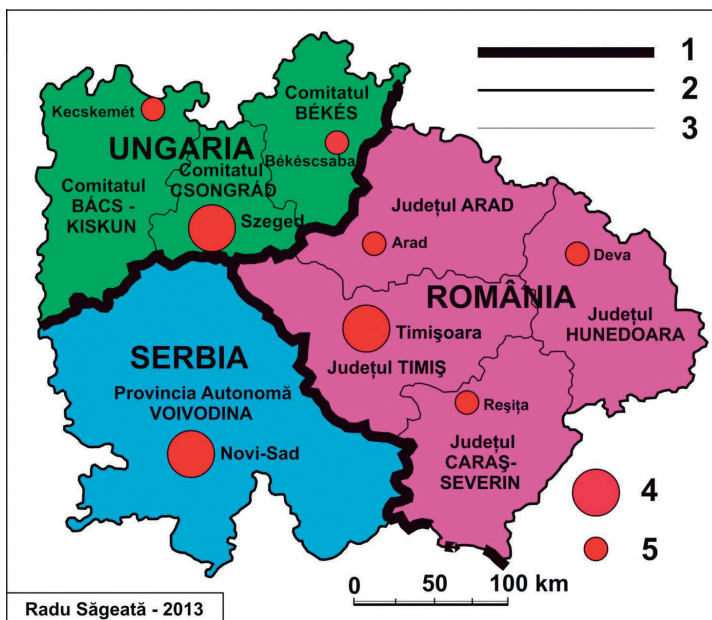 1
2
3
Comitatul
BÉKÉS
Kecskemét
UNGARIA
Békéscsaba
Comitatul
CSONGRÁD
Comitatul
BÁCS -
KISKUN
Szeged
Județul ARAD
Arad
Deva
ROMÂNIA
Județul
HUNEDOARA
Timișoara
Județul TIMIŞ
SERBIA
Provincia Autonomă
VOIVODINA
Reșița
Novi-Sad
Județul
CARAŞ-
SEVERIN
4
5
0 50 100 km
Radu Săgeată - 2013